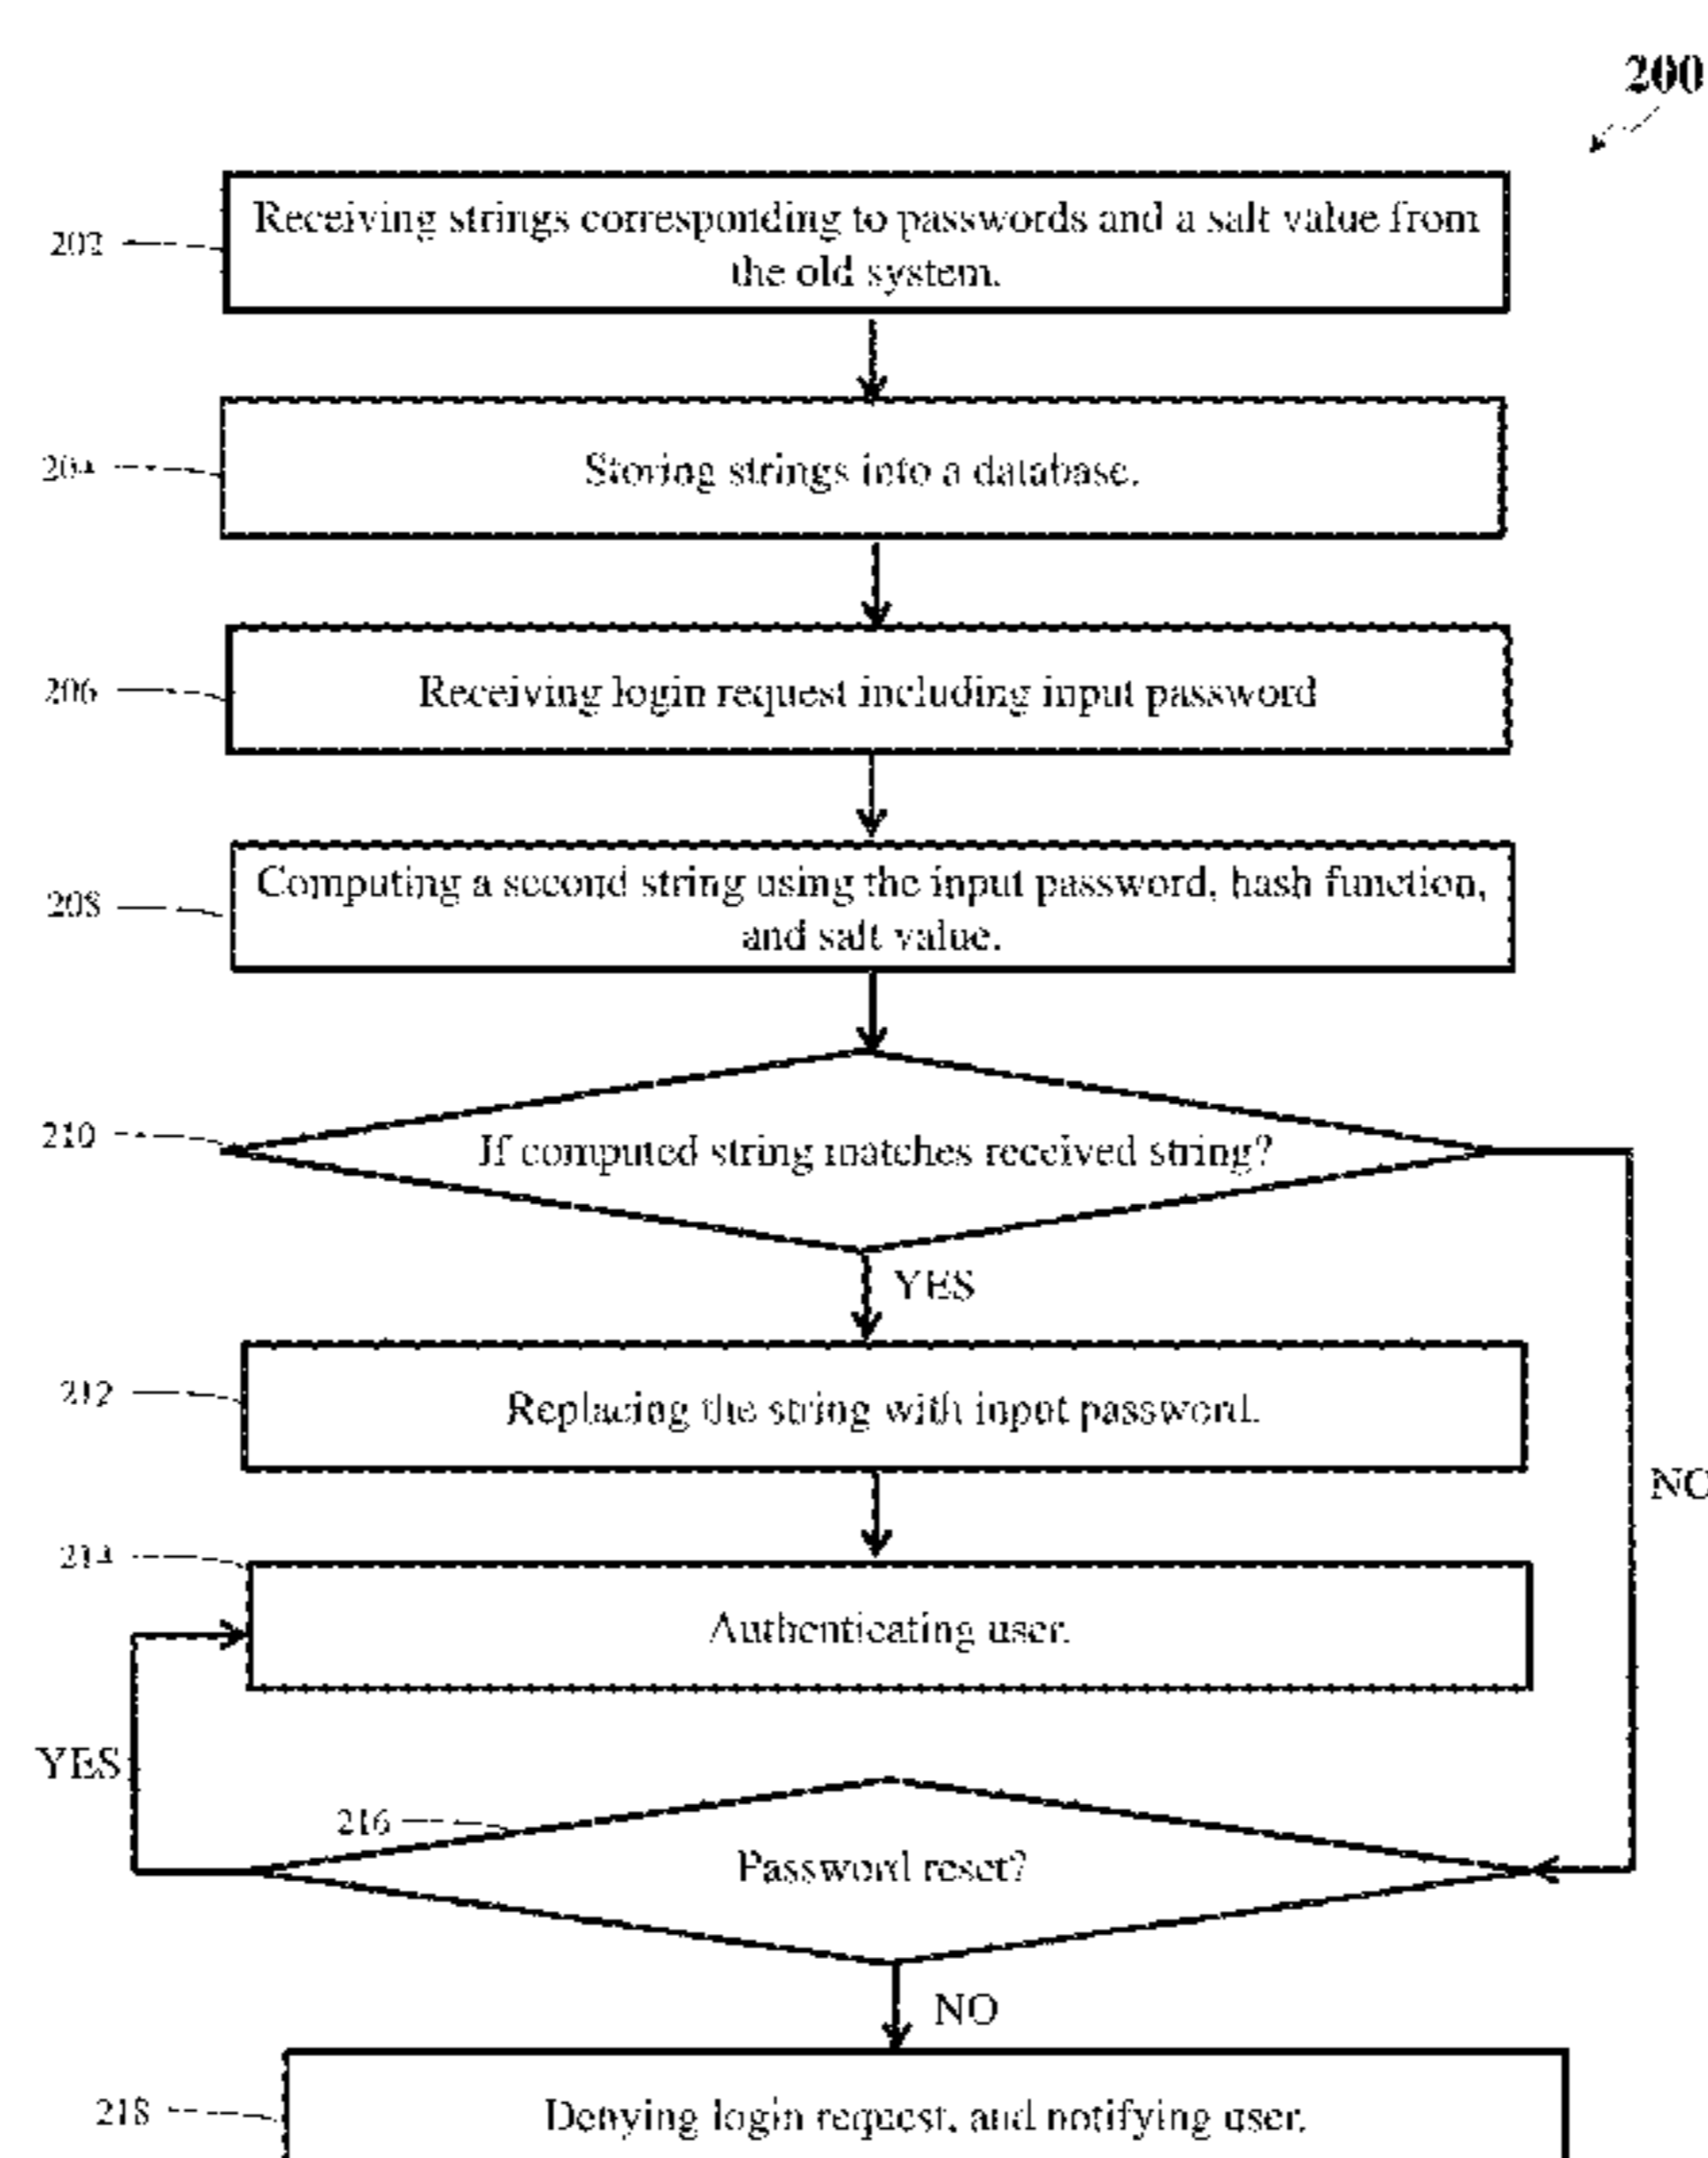 200
202
Receiving strings corresponding to passwords and a salt value from
the old system.
204
Storing strings into a database.
206
Receiving login request including input password
208
Computing a second string using the input password, hash function,
and salt value.
210
If computed string matches received string?
YES
212
Replacing the string with input password.
NO
214
Authenticating user.
YES
216
Password reset?
NO
218
Denying login request, and notifying user.